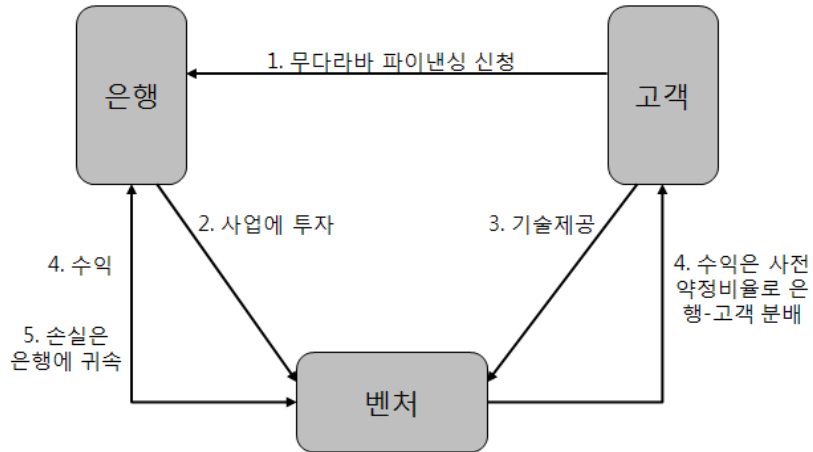 1. 무다라바 파이낸싱 신청
은행
고객
2. 사업에 투자
3. 기술제공
4. 수익
4. 수익은 사전
약정비율로 은
행-고객 분배
5. 손실은
은행에 귀속
벤처